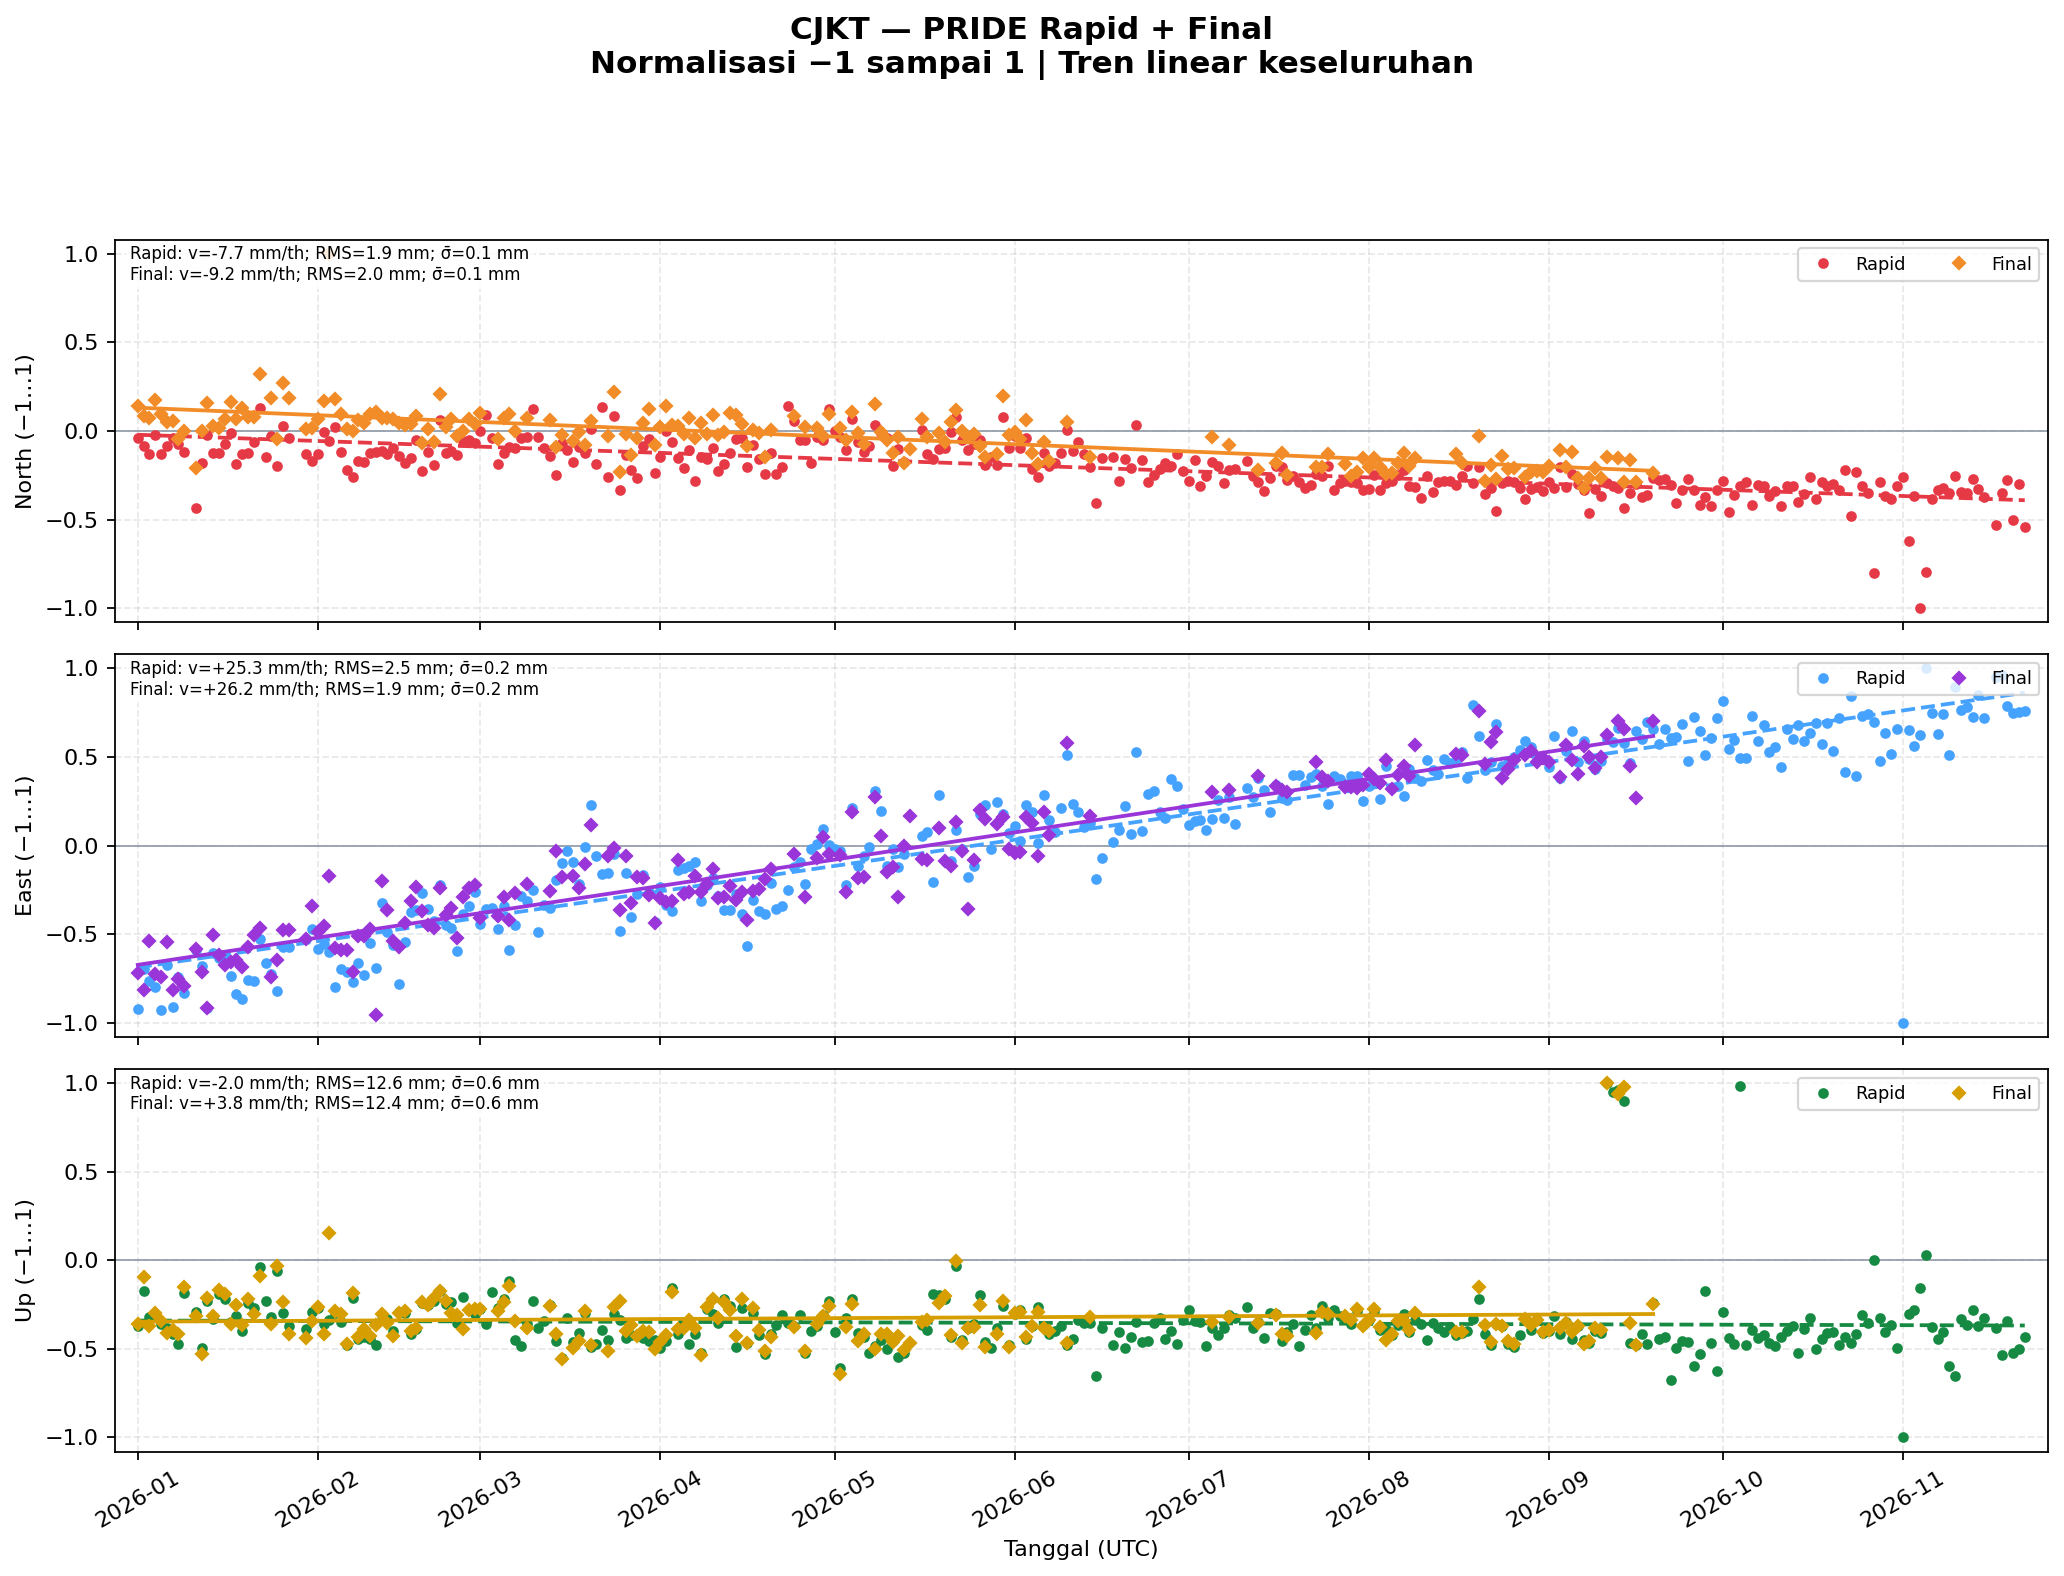 CJKT — PRIDE Rapid + Final
Normalisasi −1 sampai 1 | Tren linear keseluruhan
North (−1...1)
1.0
0.5
0.0
−0.5
−1.0
Rapid: v=-7.7 mm/th; RMS=1.9 mm; σ̄=0.1 mm
Final: v=-9.2 mm/th; RMS=2.0 mm; σ̄=0.1 mm
Rapid
Final
East (−1...1)
1.0
0.5
0.0
−0.5
−1.0
Rapid: v=+25.3 mm/th; RMS=2.5 mm; σ̄=0.2 mm
Final: v=+26.2 mm/th; RMS=1.9 mm; σ̄=0.2 mm
Rapid
Final
Up (−1...1)
1.0
0.5
0.0
−0.5
−1.0
Rapid: v=-2.0 mm/th; RMS=12.6 mm; σ̄=0.6 mm
Final: v=+3.8 mm/th; RMS=12.4 mm; σ̄=0.6 mm
Rapid
Final
2026-01
2026-02
2026-03
2026-04
2026-05
2026-06
2026-07
2026-08
2026-09
2026-10
2026-11
Tanggal (UTC)